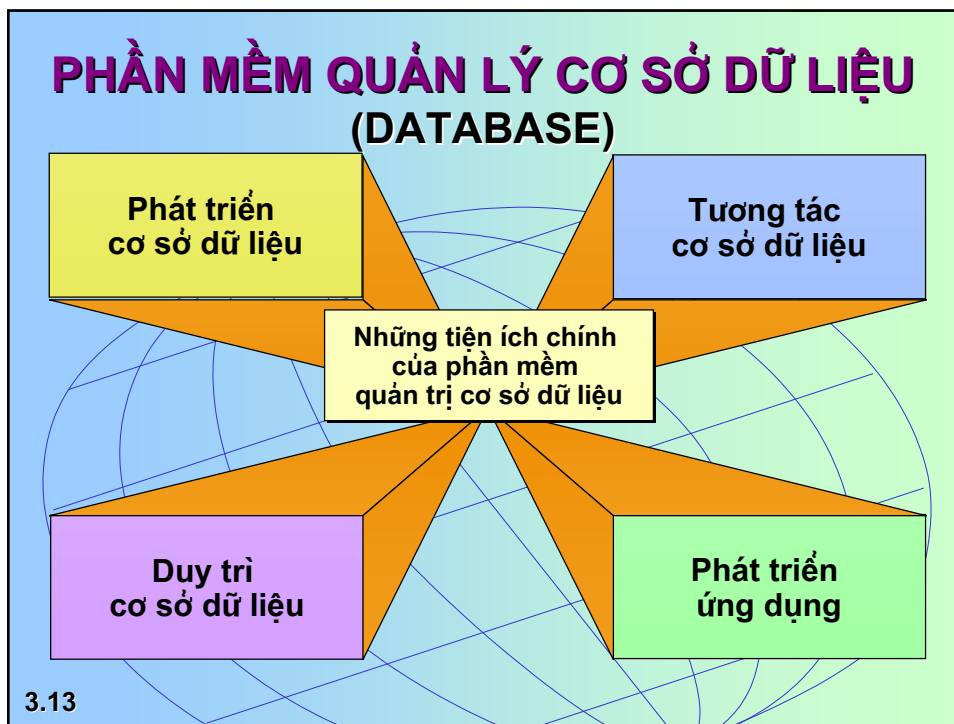 PHẦN MỀM QUẢN LÝ CƠ SỞ DỮ LIỆU
(DATABASE)
Phát triển
cơ sở dữ liệu
Tương tác
cơ sở dữ liệu
Những tiện ích chính
của phần mềm
quản trị cơ sở dữ liệu
Duy trì
cơ sở dữ liệu
Phát triển
ứng dụng
3.13